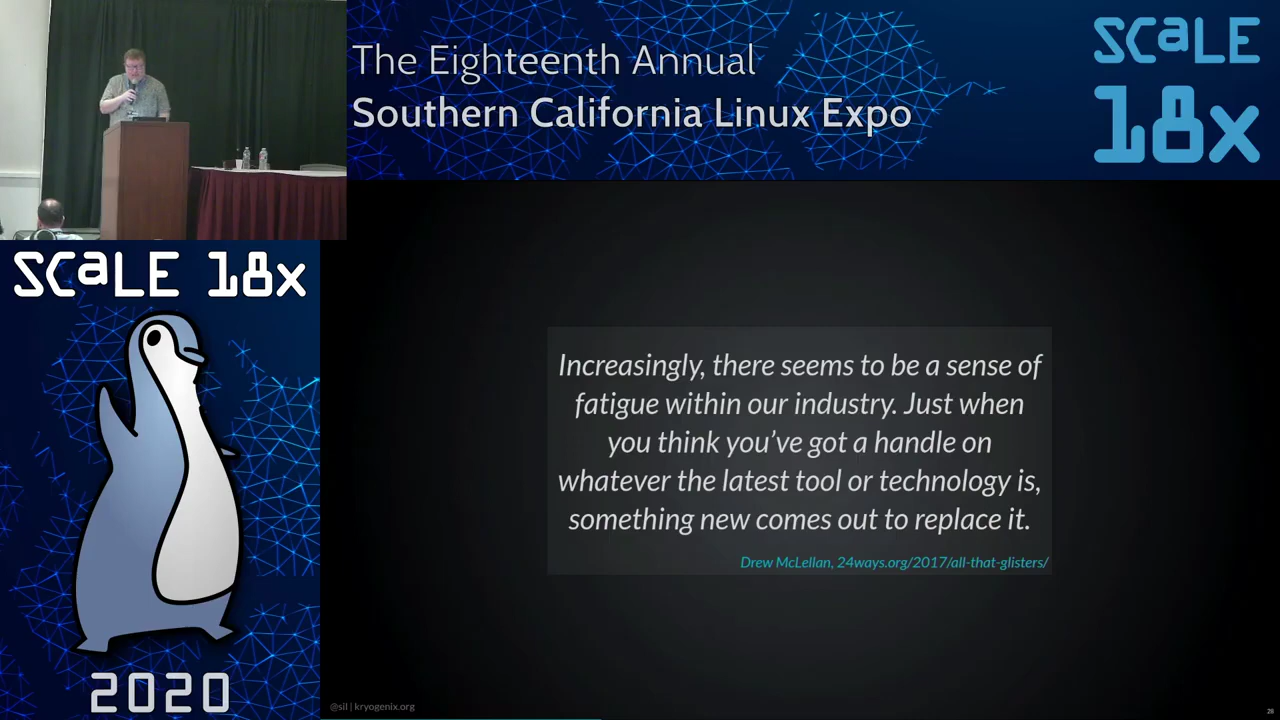 The Eighteenth Annual
Southern California Linux Expo
SCaLE
18x
SCaLE 18x
2020
Increasingly, there seems to be a sense of
fatigue within our industry. Just when
you think you’ve got a handle on
whatever the latest tool or technology is,
something new comes out to replace it.
Drew McLellan, 24ways.org/2017/all-that-glisters/
@sil | kryogenix.org
28